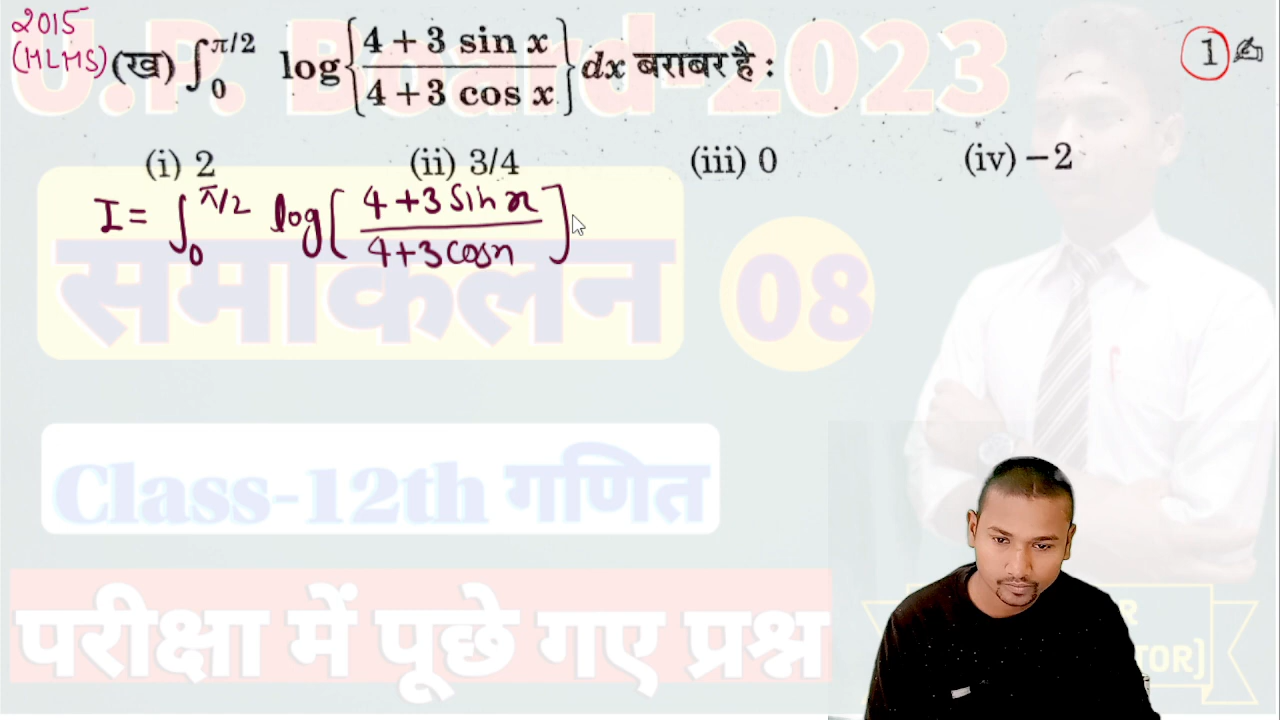 2015
(MLMS) (ख) ∫₀^{π/2} log{(4 + 3 sin x)/(4 + 3 cos x)} dx बराबर है : 1
(i) 2 (ii) 3/4 (iii) 0 (iv) – 2
I = ∫₀^{π/2} log[(4+3 sin x)/(4+3 cos x)]
U.P. Board-2023
समाकलन 08
Class-12th गणित
परीक्षा में पूछे गए प्रश्न